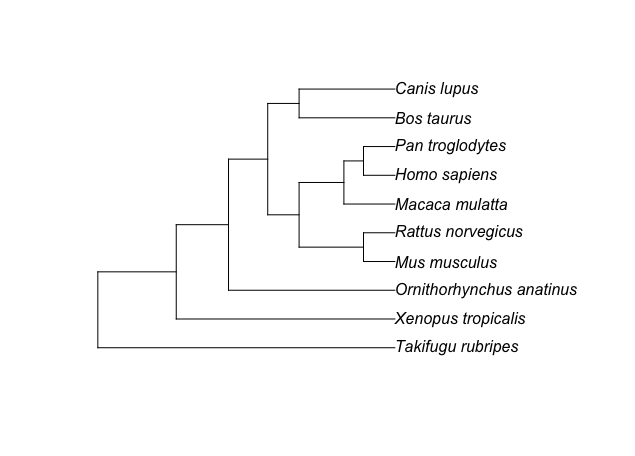 Canis lupus
Bos taurus
Pan troglodytes
Homo sapiens
Macaca mulatta
Rattus norvegicus
Mus musculus
Ornithorhynchus anatinus
Xenopus tropicalis
Takifugu rubripes